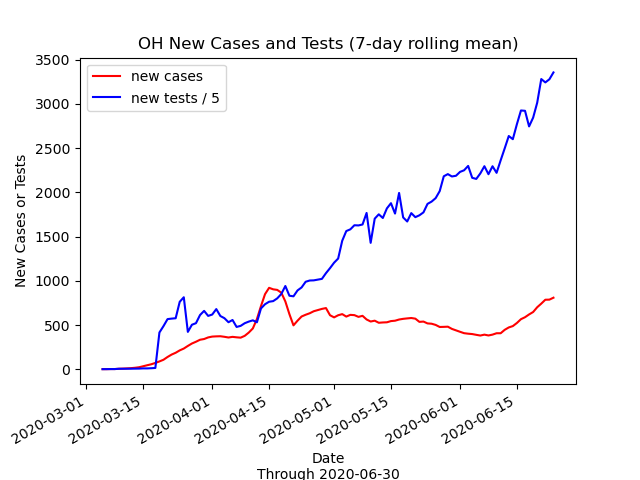 OH New Cases and Tests (7-day rolling mean)
new cases
new tests / 5
3500
3000
2500
2000
1500
1000
500
0
New Cases or Tests
2020-03-01
2020-03-15
2020-04-01
2020-04-15
2020-05-01
2020-05-15
2020-06-01
2020-06-15
Date
Through 2020-06-30